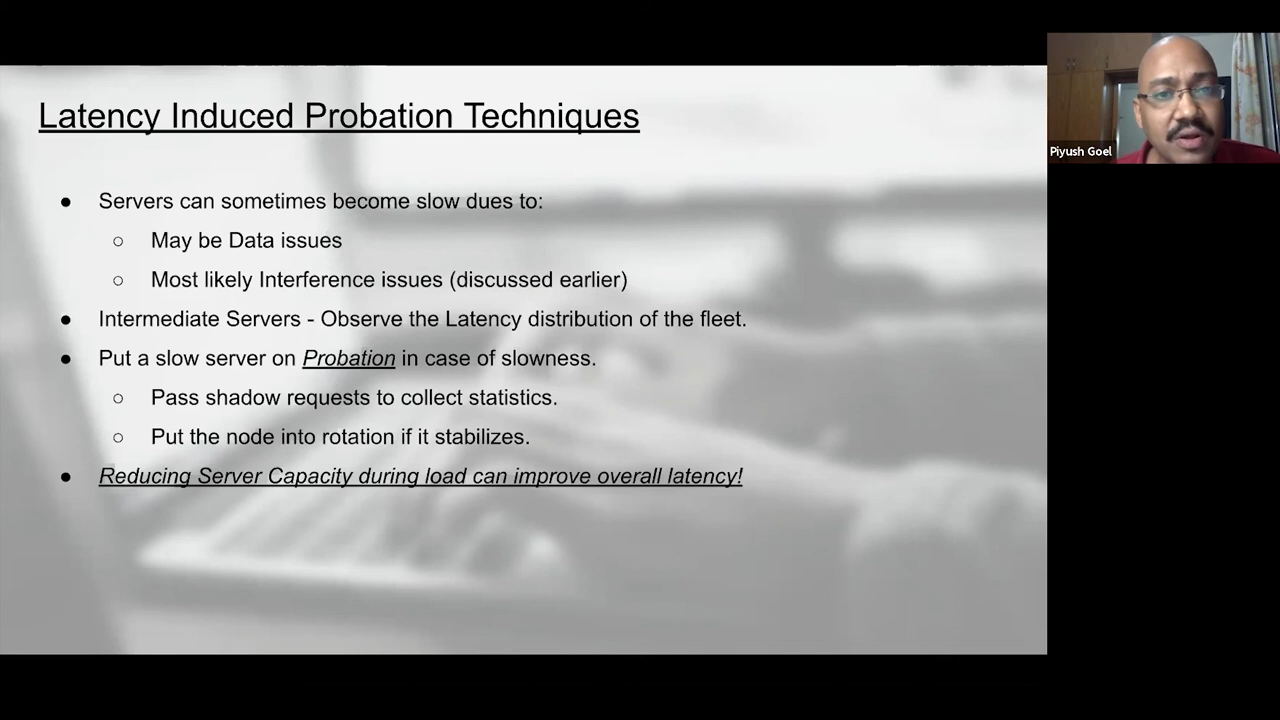 Latency Induced Probation Techniques
● Servers can sometimes become slow dues to:
○ May be Data issues
○ Most likely Interference issues (discussed earlier)
● Intermediate Servers - Observe the Latency distribution of the fleet.
● Put a slow server on Probation in case of slowness.
○ Pass shadow requests to collect statistics.
○ Put the node into rotation if it stabilizes.
● Reducing Server Capacity during load can improve overall latency!
Piyush Goel